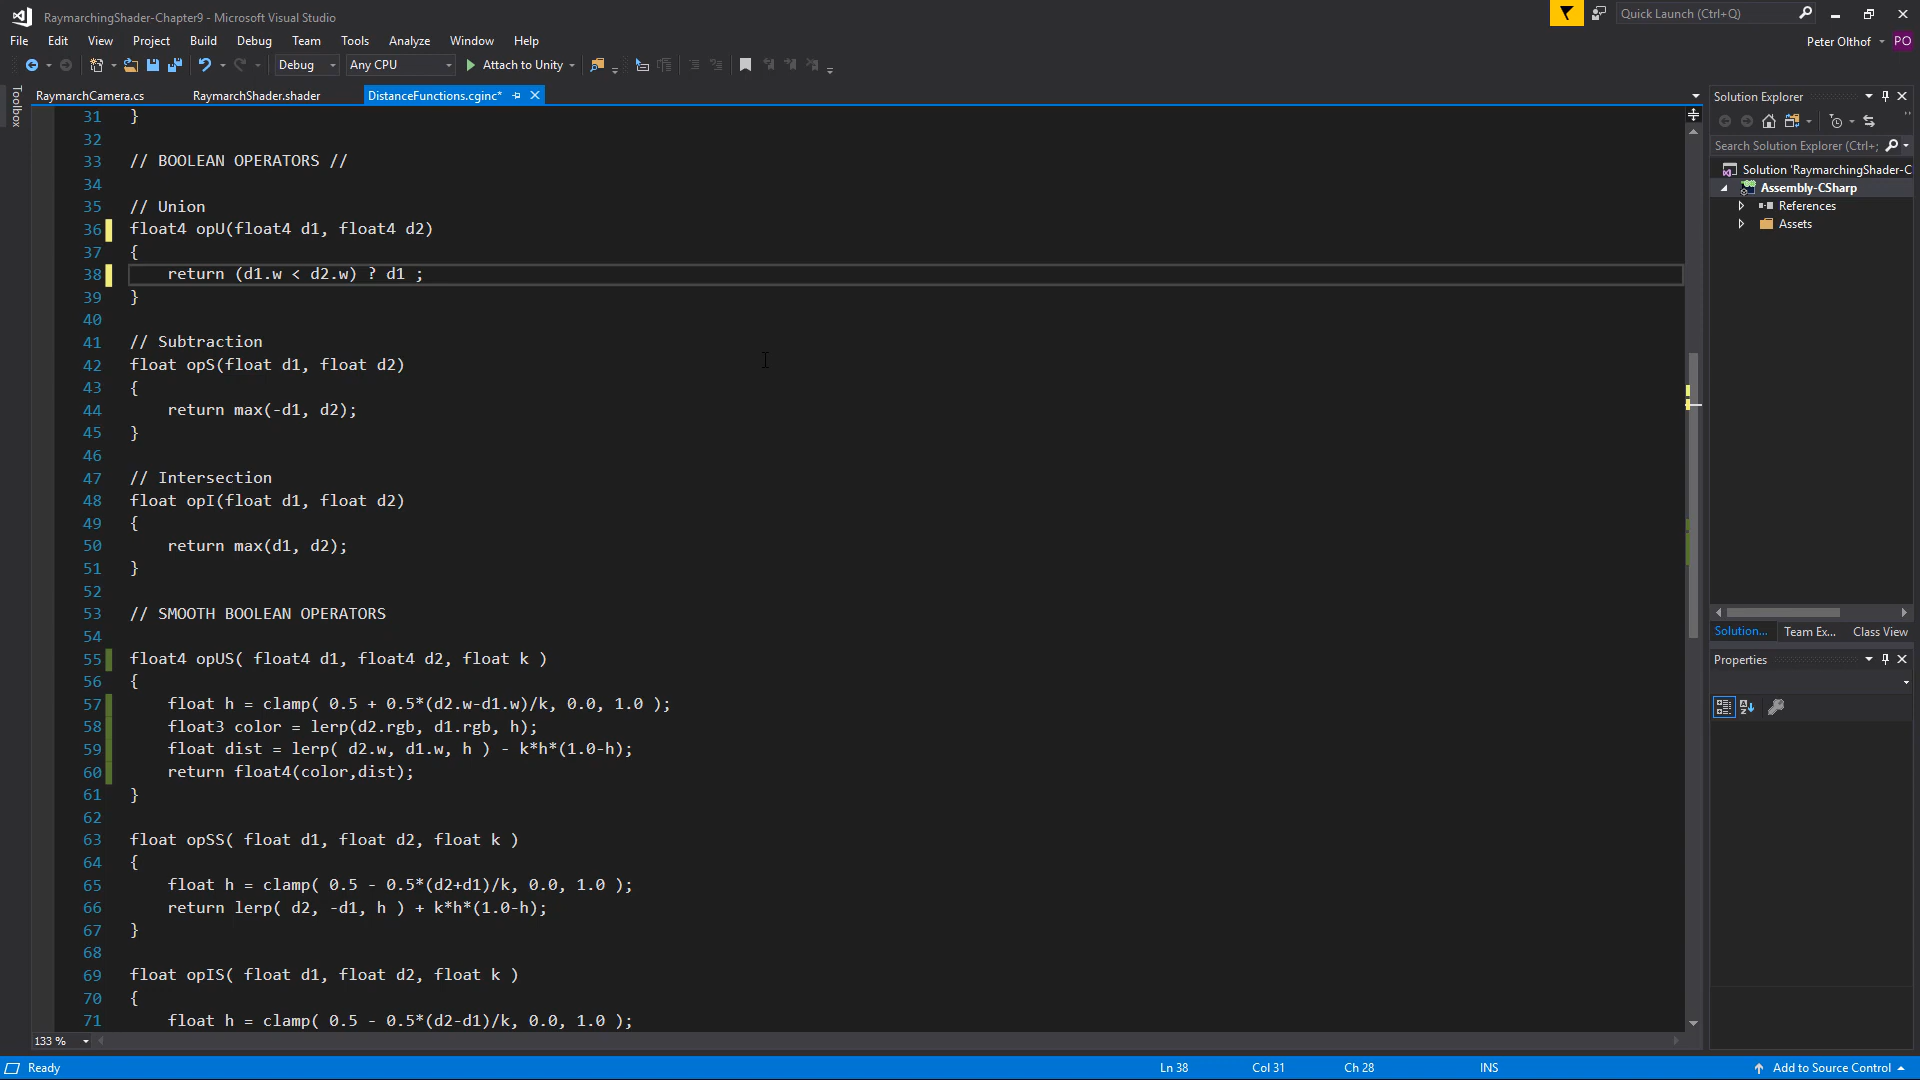 RaymarchingShader-Chapter9 - Microsoft Visual Studio
Quick Launch (Ctrl+Q)
File Edit View Project Build Debug Team Tools Analyze Window Help
Peter Olthof PO
Debug Any CPU Attach to Unity
Toolbox
RaymarchCamera.cs RaymarchShader.shader DistanceFunctions.cginc*
31 }
32
33 // BOOLEAN OPERATORS //
34
35 // Union
36 float4 opU(float4 d1, float4 d2)
37 {
38 return (d1.w < d2.w) ? d1 ;
39 }
40
41 // Subtraction
42 float opS(float d1, float d2)
43 {
44 return max(-d1, d2);
45 }
46
47 // Intersection
48 float opI(float d1, float d2)
49 {
50 return max(d1, d2);
51 }
52
53 // SMOOTH BOOLEAN OPERATORS
54
55 float4 opUS( float4 d1, float4 d2, float k )
56 {
57 float h = clamp( 0.5 + 0.5*(d2.w-d1.w)/k, 0.0, 1.0 );
58 float3 color = lerp(d2.rgb, d1.rgb, h);
59 float dist = lerp( d2.w, d1.w, h ) - k*h*(1.0-h);
60 return float4(color,dist);
61 }
62
63 float opSS( float d1, float d2, float k )
64 {
65 float h = clamp( 0.5 - 0.5*(d2+d1)/k, 0.0, 1.0 );
66 return lerp( d2, -d1, h ) + k*h*(1.0-h);
67 }
68
69 float opIS( float d1, float d2, float k )
70 {
71 float h = clamp( 0.5 - 0.5*(d2-d1)/k, 0.0, 1.0 );
133 %
Solution Explorer
Search Solution Explorer (Ctrl+;
Solution 'RaymarchingShader-C
Assembly-CSharp
References
Assets
Solution... Team Ex... Class View
Properties
Ready Ln 38 Col 31 Ch 28 INS Add to Source Control